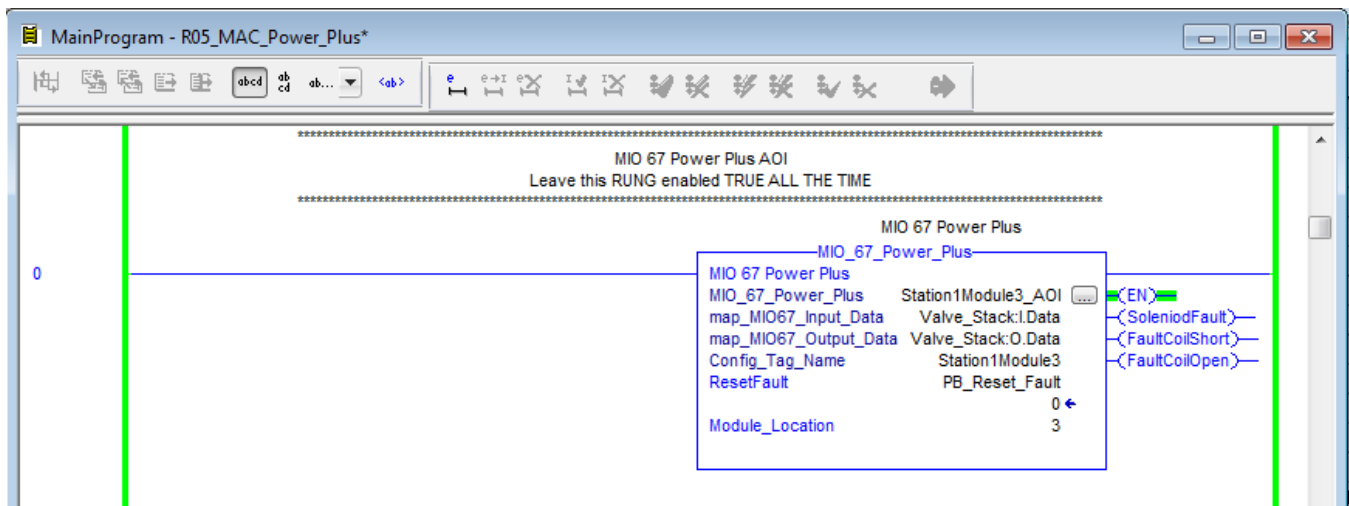 MainProgram - R05_MAC_Power_Plus*
abcd ab cd ab... <ab> e e I e I I
********************************************************************************
MIO 67 Power Plus AOI
Leave this RUNG enabled TRUE ALL THE TIME
********************************************************************************
MIO 67 Power Plus
MIO_67_Power_Plus
0
MIO 67 Power Plus
MIO_67_Power_Plus Station1Module3_AOI ... (EN)
map_MIO67_Input_Data Valve_Stack:I.Data (SoleniodFault)
map_MIO67_Output_Data Valve_Stack:O.Data (FaultCoilShort)
Config_Tag_Name Station1Module3 (FaultCoilOpen)
ResetFault PB_Reset_Fault
0
Module_Location 3